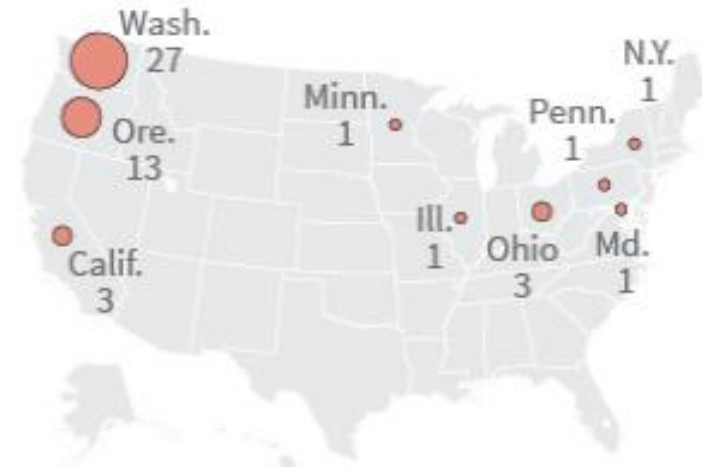 Wash.
27
Ore.
13
Calif.
3
Minn.
1
Ill.
1
Ohio
3
Penn.
1
N.Y.
1
Md.
1